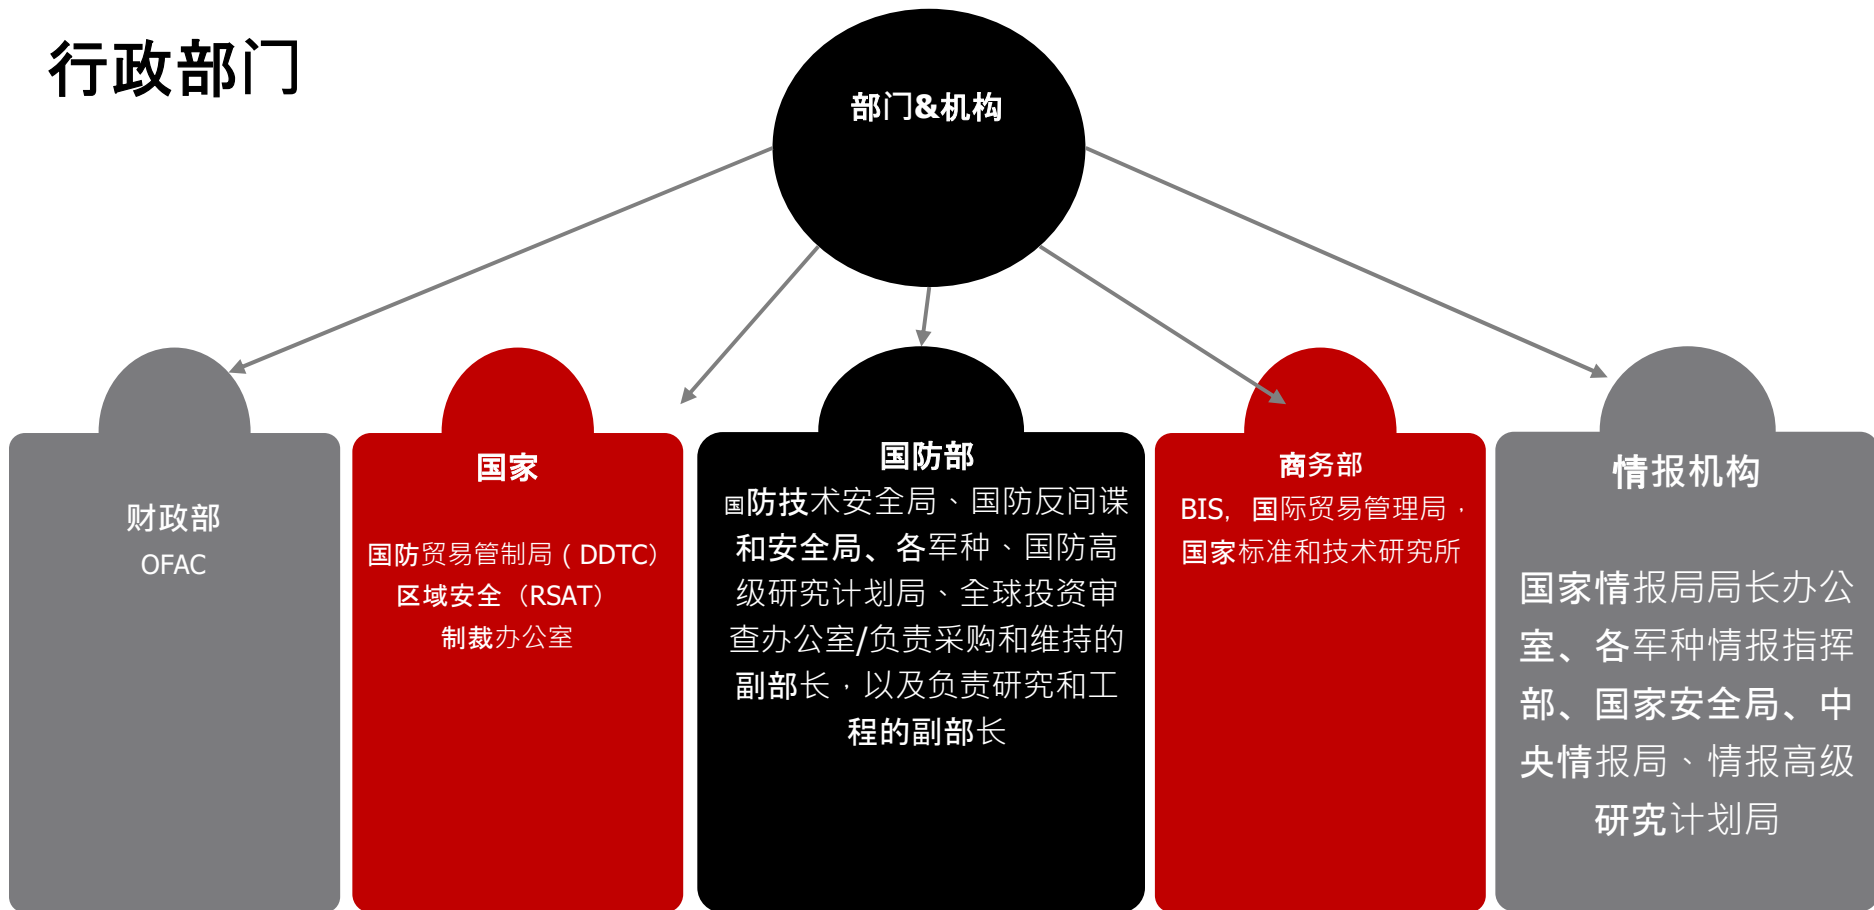 行政部门
部门&机构
财政部
OFAC
国家
国防贸易管制局 ( DDTC)
区域安全 (RSAT)
制裁办公室
国防部
国防技术安全局、国防反间谍
和安全局、各军种、国防高
级研究计划局、全球投资审
查办公室/负责采购和维持的
副部长，以及负责研究和工
程的副部长
商务部
BIS, 国际贸易管理局，
国家标准和技术研究所
情报机构
国家情报局局长办公
室、各军种情报指挥
部、国家安全局、中
央情报局、情报高级
研究计划局